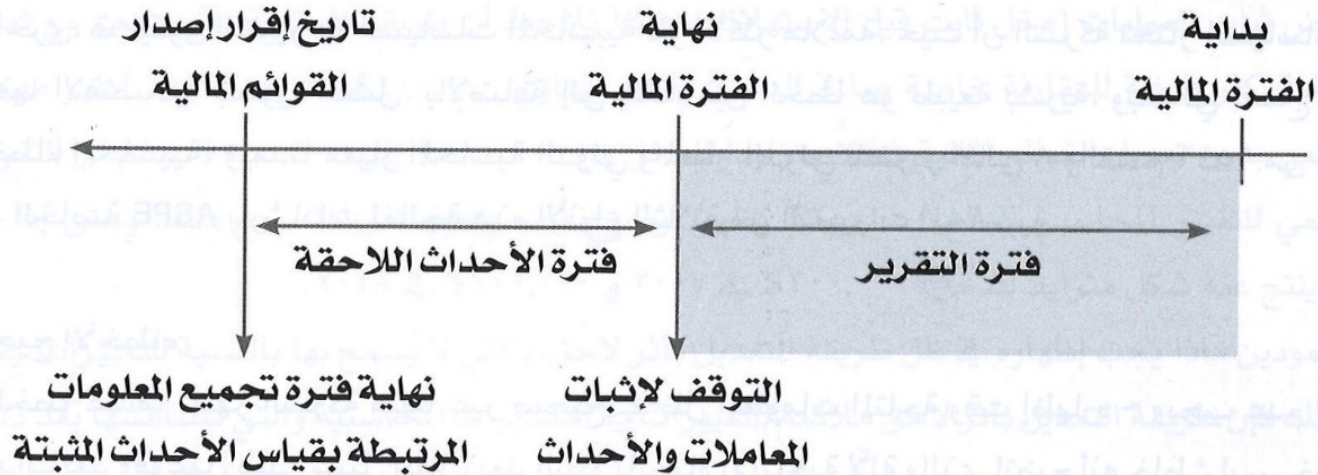 بداية
الفترة المالية
نهاية
الفترة المالية
تاريخ إقرار إصدار
القوائم المالية
فترة التقرير
فترة الأحداث اللاحقة
التوقف لإثبات
المعاملات والأحداث
نهاية فترة تجميع المعلومات
المرتبطة بقياس الأحداث المثبتة